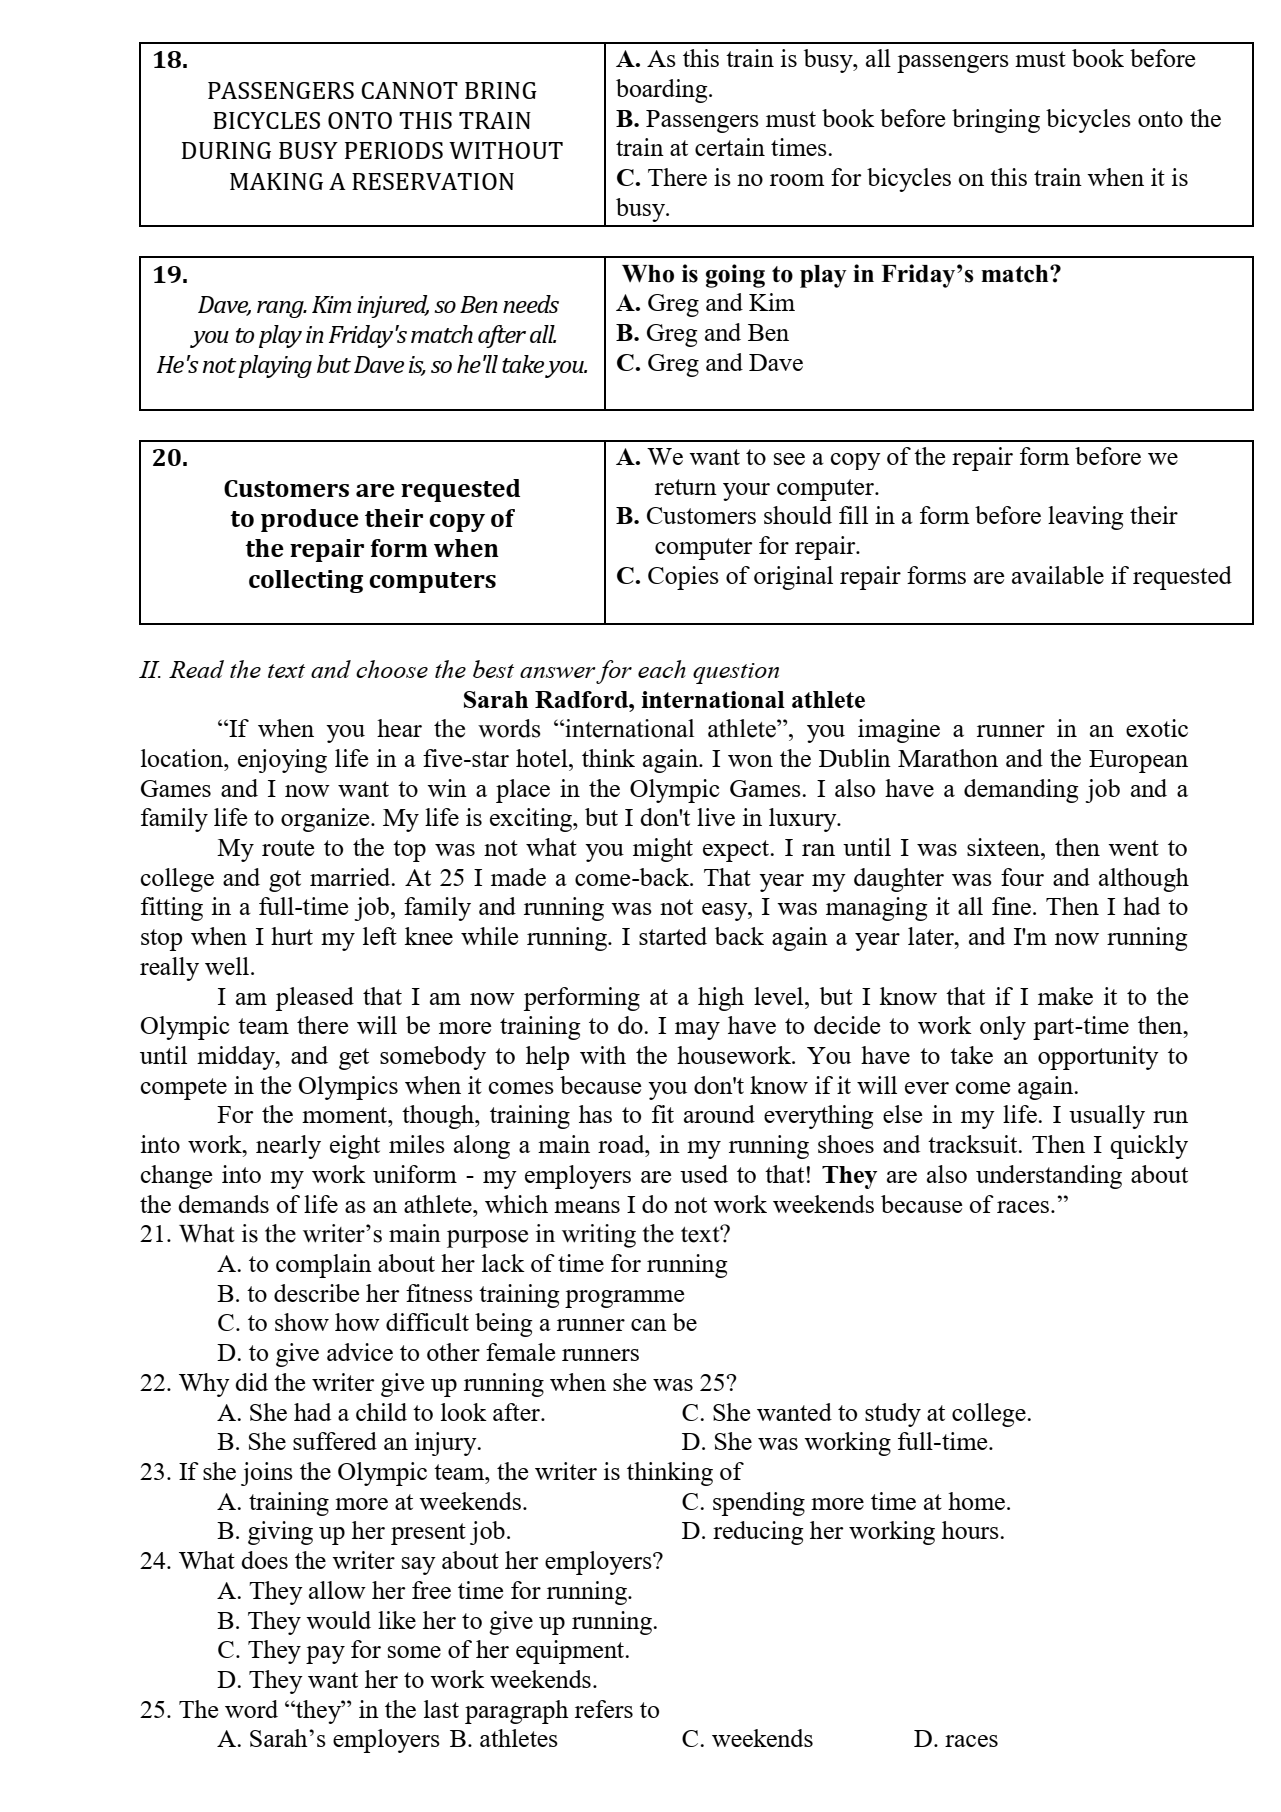 18.
PASSENGERS CANNOT BRING
BICYCLES ONTO THIS TRAIN
DURING BUSY PERIODS WITHOUT
MAKING A RESERVATION
A. As this train is busy, all passengers must book before
boarding.
B. Passengers must book before bringing bicycles onto the
train at certain times.
C. There is no room for bicycles on this train when it is
busy.
19.
Dave, rang. Kim injured, so Ben needs
you to play in Friday's match after all.
He's not playing but Dave is, so he'll take you.
Who is going to play in Friday’s match?
A. Greg and Kim
B. Greg and Ben
C. Greg and Dave
20.
Customers are requested
to produce their copy of
the repair form when
collecting computers
A. We want to see a copy of the repair form before we
return your computer.
B. Customers should fill in a form before leaving their
computer for repair.
C. Copies of original repair forms are available if requested
II. Read the text and choose the best answer for each question
Sarah Radford, international athlete
“If when you hear the words “international athlete”, you imagine a runner in an exotic
location, enjoying life in a five-star hotel, think again. I won the Dublin Marathon and the European
Games and I now want to win a place in the Olympic Games. I also have a demanding job and a
family life to organize. My life is exciting, but I don't live in luxury.
My route to the top was not what you might expect. I ran until I was sixteen, then went to
college and got married. At 25 I made a come-back. That year my daughter was four and although
fitting in a full-time job, family and running was not easy, I was managing it all fine. Then I had to
stop when I hurt my left knee while running. I started back again a year later, and I'm now running
really well.
I am pleased that I am now performing at a high level, but I know that if I make it to the
Olympic team there will be more training to do. I may have to decide to work only part-time then,
until midday, and get somebody to help with the housework. You have to take an opportunity to
compete in the Olympics when it comes because you don't know if it will ever come again.
For the moment, though, training has to fit around everything else in my life. I usually run
into work, nearly eight miles along a main road, in my running shoes and tracksuit. Then I quickly
change into my work uniform - my employers are used to that! They are also understanding about
the demands of life as an athlete, which means I do not work weekends because of races.”
21. What is the writer’s main purpose in writing the text?
A. to complain about her lack of time for running
B. to describe her fitness training programme
C. to show how difficult being a runner can be
D. to give advice to other female runners
22. Why did the writer give up running when she was 25?
A. She had a child to look after. C. She wanted to study at college.
B. She suffered an injury. D. She was working full-time.
23. If she joins the Olympic team, the writer is thinking of
A. training more at weekends. C. spending more time at home.
B. giving up her present job. D. reducing her working hours.
24. What does the writer say about her employers?
A. They allow her free time for running.
B. They would like her to give up running.
C. They pay for some of her equipment.
D. They want her to work weekends.
25. The word “they” in the last paragraph refers to
A. Sarah’s employers B. athletes C. weekends D. races